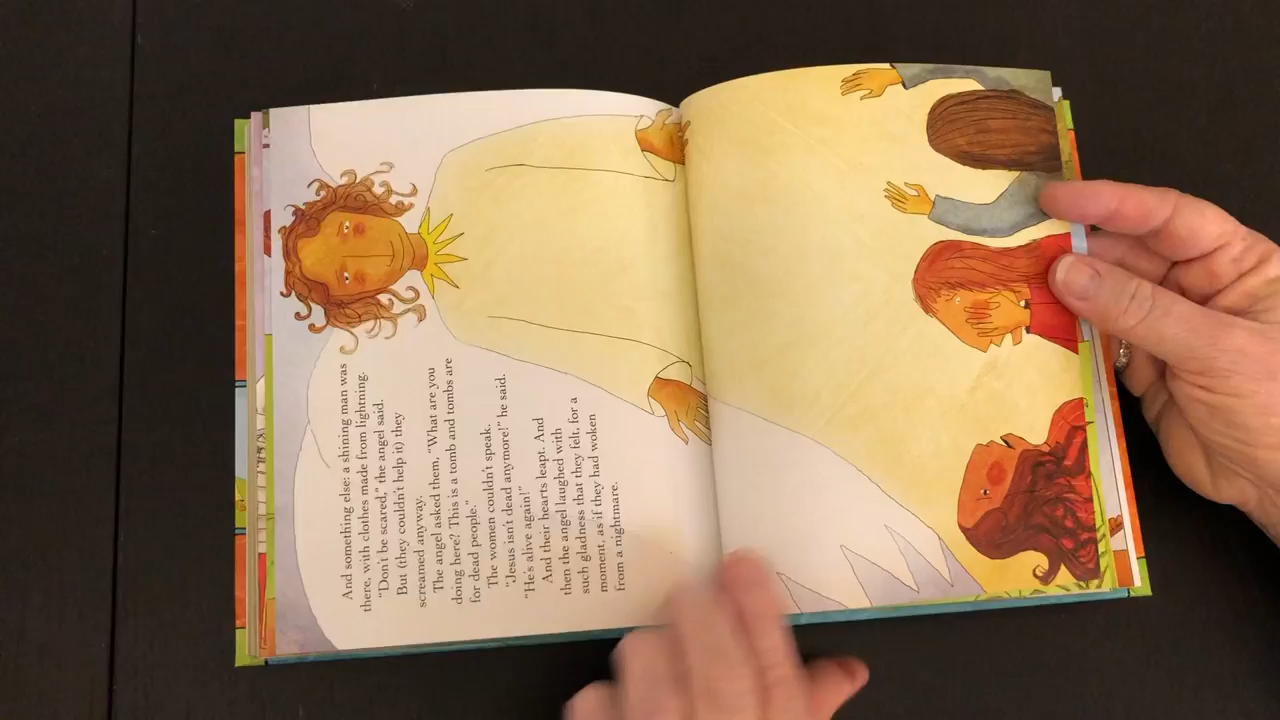 And something else: a shining man was
there, with clothes made from lightning.
"Don't be scared," the angel said.
But (they couldn't help it) they
screamed anyway.
The angel asked them, "What are you
doing here? This is a tomb and tombs are
for dead people."
The women couldn't speak.
"Jesus isn't dead anymore!" he said.
"He's alive again!"
And their hearts leapt. And
then the angel laughed with
such gladness that they felt, for a
moment, as if they had woken
from a nightmare.